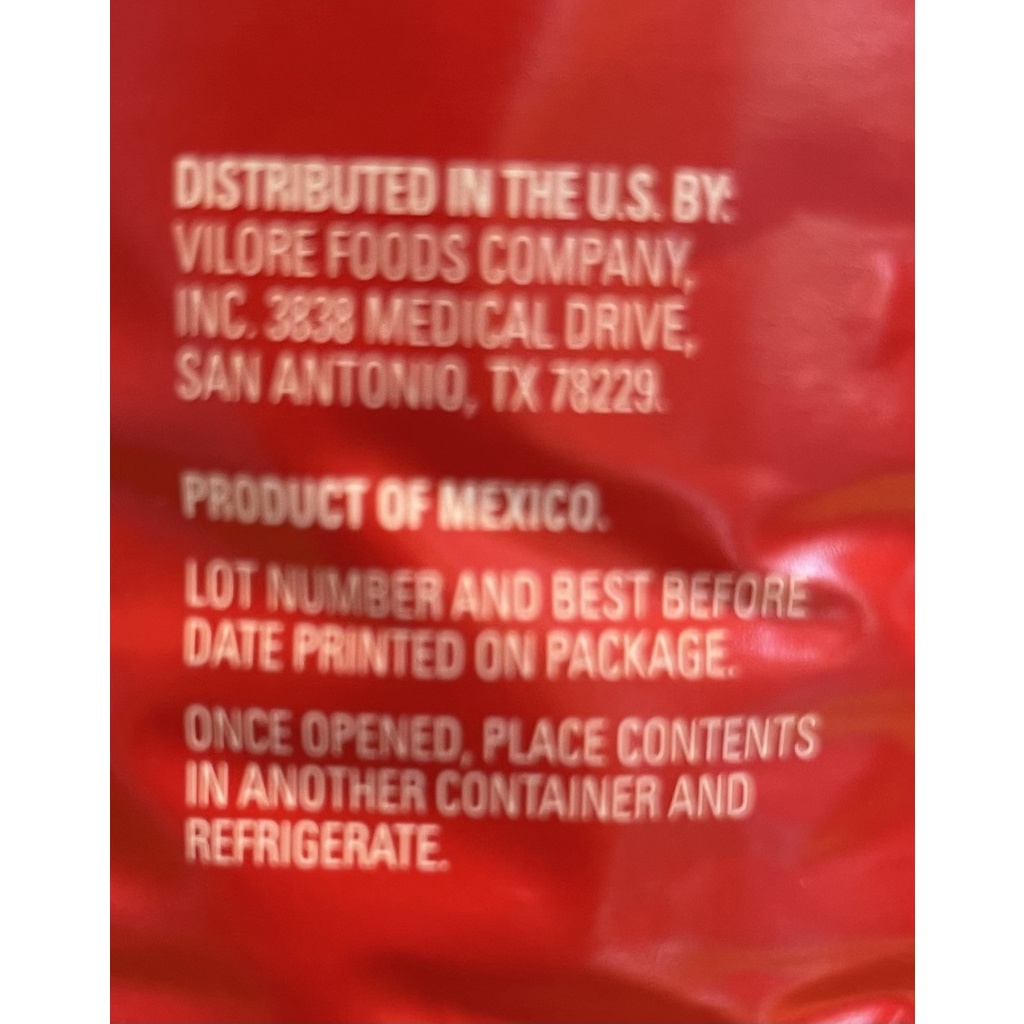 DISTRIBUTED IN THE U.S. BY:
VILORE FOODS COMPANY,
INC. 3838 MEDICAL DRIVE,
SAN ANTONIO, TX 78229.
PRODUCT OF MEXICO.
LOT NUMBER AND BEST BEFORE
DATE PRINTED ON PACKAGE.
ONCE OPENED, PLACE CONTENTS
IN ANOTHER CONTAINER AND
REFRIGERATE.